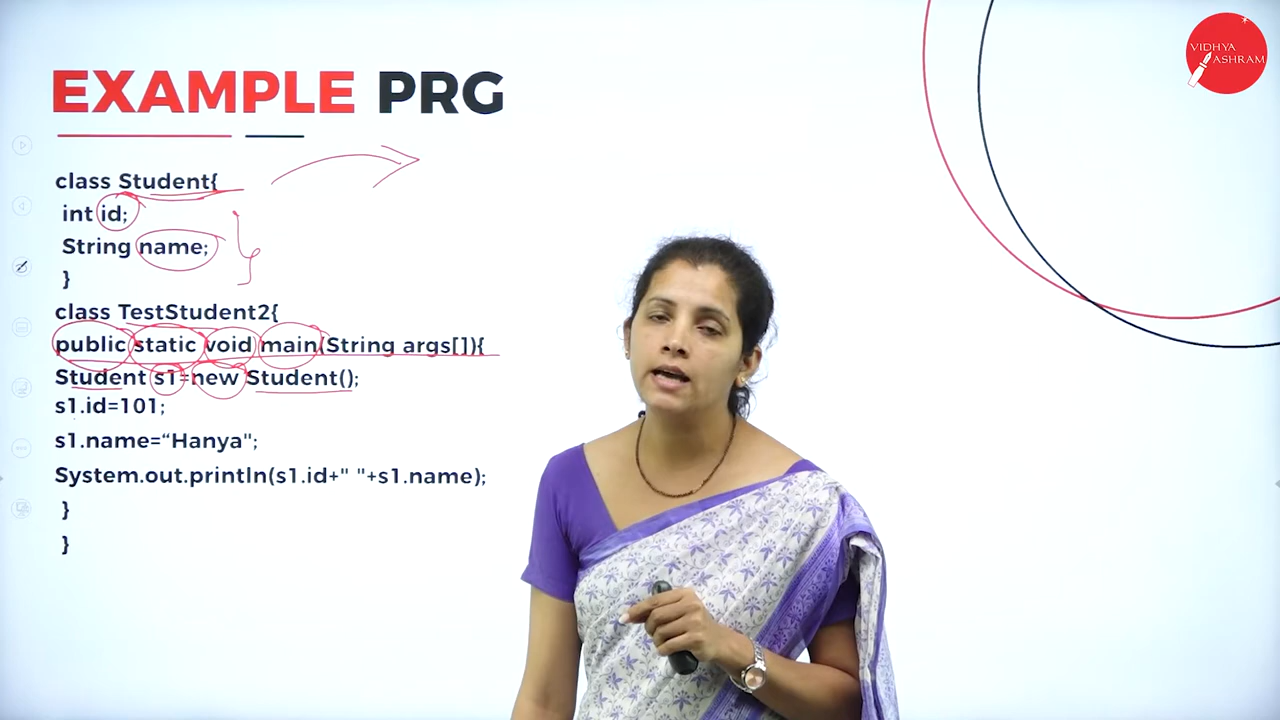 VIDHYA
ASHRAM
EXAMPLE PRG
class Student{
int id;
String name;
}
class TestStudent2{
public static void main(String args[]){
Student s1=new Student();
s1.id=101;
s1.name=“Hanya";
System.out.println(s1.id+" "+s1.name);
}
}